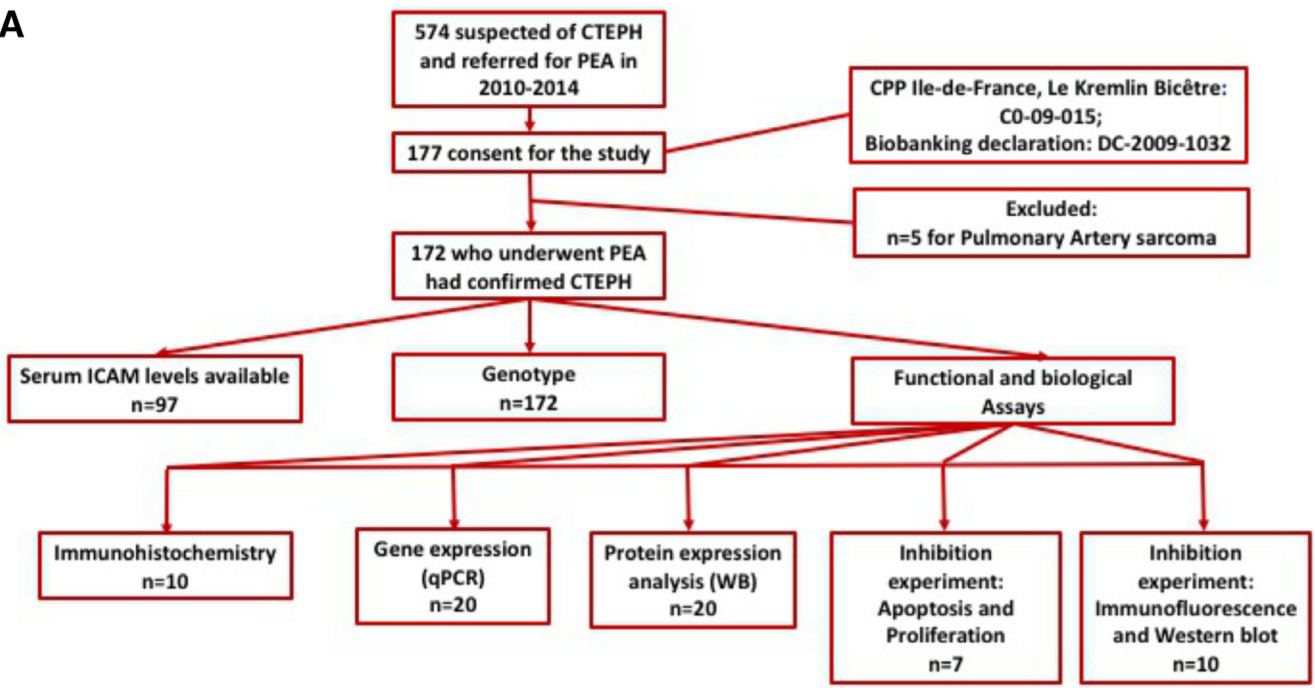 A
574 suspected of CTEPH
and referred for PEA in
2010-2014
CPP Ile-de-France, Le Kremlin Bicêtre:
C0-09-015;
Biobanking declaration: DC-2009-1032
177 consent for the study
Excluded:
n=5 for Pulmonary Artery sarcoma
172 who underwent PEA
had confirmed CTEPH
Serum ICAM levels available
n=97
Genotype
n=172
Functional and biological
Assays
Immunohistochemistry
n=10
Gene expression
(qPCR)
n=20
Protein expression
analysis (WB)
n=20
Inhibition
experiment:
Apoptosis and
Proliferation
n=7
Inhibition
experiment:
Immunofluorescence
and Western blot
n=10